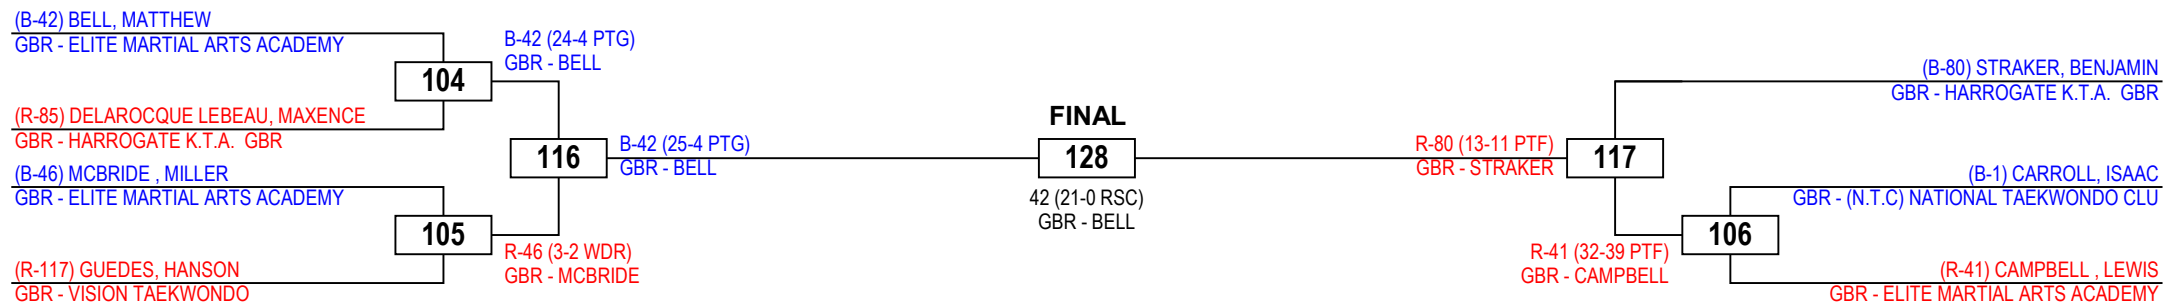 (B-42) BELL, MATTHEW
GBR - ELITE MARTIAL ARTS ACADEMY
104
(R-85) DELAROCQUE LEBEAU, MAXENCE
GBR - HARROGATE K.T.A.  GBR
B-42 (24-4 PTG)
GBR - BELL
116
(B-46) MCBRIDE , MILLER
GBR - ELITE MARTIAL ARTS ACADEMY
105
(R-117) GUEDES, HANSON
GBR - VISION TAEKWONDO
R-46 (3-2 WDR)
GBR - MCBRIDE
B-42 (25-4 PTG)
GBR - BELL
FINAL
128
42 (21-0 RSC)
GBR - BELL
R-80 (13-11 PTF)
GBR - STRAKER
117
(B-80) STRAKER, BENJAMIN
GBR - HARROGATE K.T.A.  GBR
(B-1) CARROLL, ISAAC
GBR - (N.T.C) NATIONAL TAEKWONDO CLU
106
R-41 (32-39 PTF)
GBR - CAMPBELL
(R-41) CAMPBELL , LEWIS
GBR - ELITE MARTIAL ARTS ACADEMY